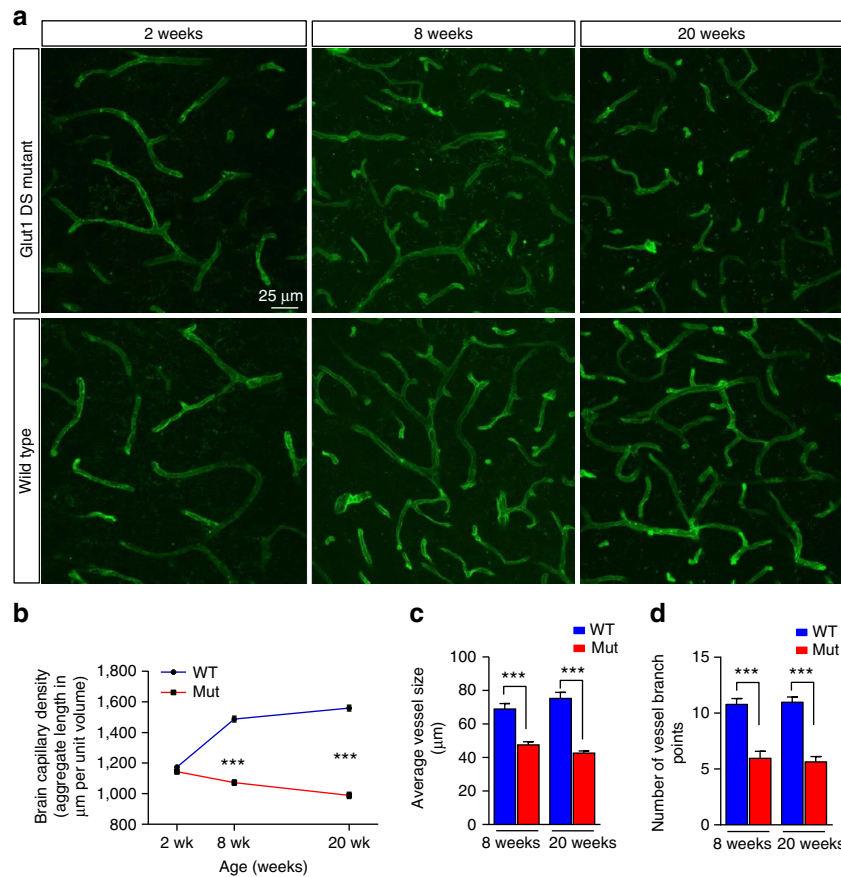 a
2 weeks
8 weeks
20 weeks
Glut1 DS mutant
25 µm
Wild type
b
Brain capillary density
(aggregate length in
µm per unit volume)
1,800
1,600
1,400
1,200
1,000
800
WT
Mut
***
***
2 wk
8 wk
20 wk
Age (weeks)
c
WT
Mut
Average vessel size
(µm)
100
80
60
40
20
0
***
***
8 weeks
20 weeks
d
WT
Mut
Number of vessel branch
points
15
10
5
0
***
***
8 weeks
20 weeks